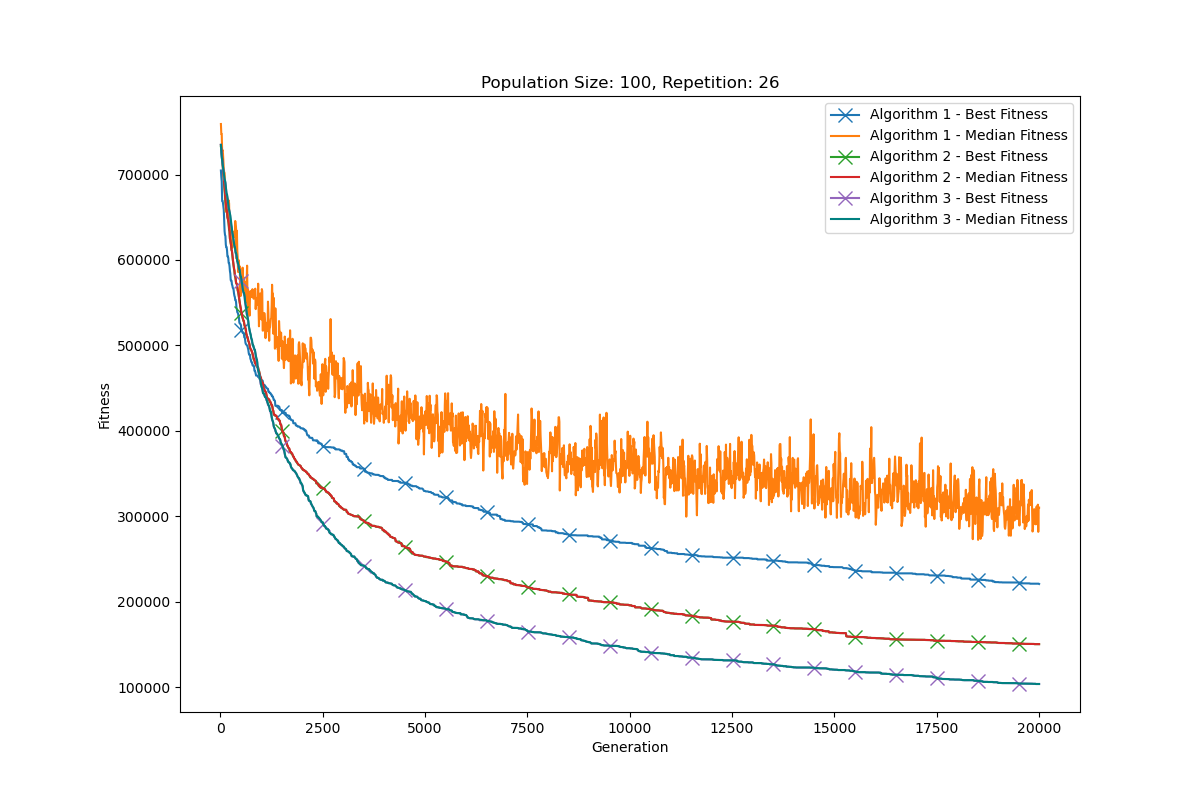 Population Size: 100, Repetition: 26
Algorithm 1 - Best Fitness
Algorithm 1 - Median Fitness
Algorithm 2 - Best Fitness
Algorithm 2 - Median Fitness
Algorithm 3 - Best Fitness
Algorithm 3 - Median Fitness
700000
600000
500000
400000
300000
200000
100000
Fitness
0 2500 5000 7500 10000 12500 15000 17500 20000
Generation